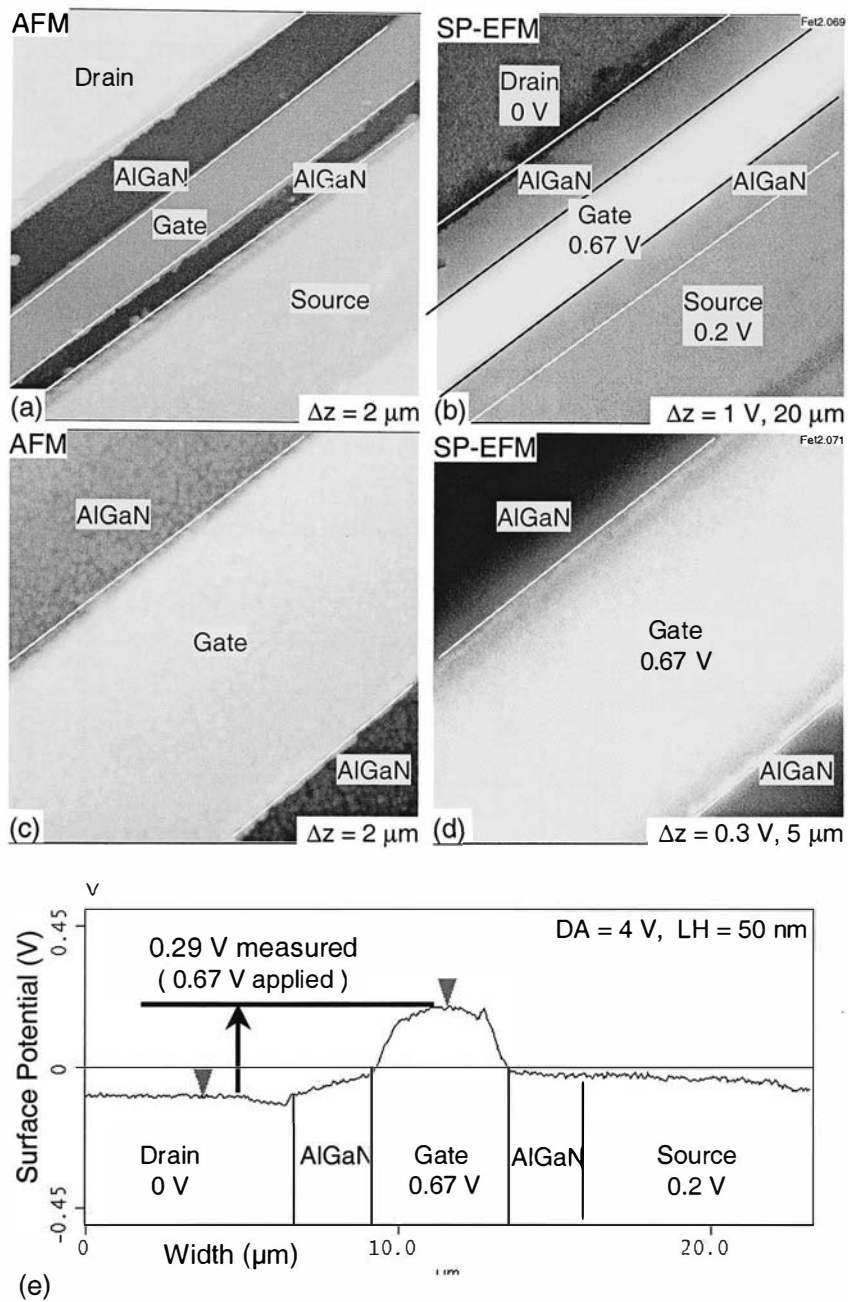 AFM
Drain
AlGaN
AlGaN
Gate
Source
(a)
Δz = 2 μm
SP-EFM
Fet2.069
Drain
0 V
AlGaN
AlGaN
Gate
0.67 V
Source
0.2 V
(b)
Δz = 1 V, 20 μm
AFM
AlGaN
Gate
AlGaN
(c)
Δz = 2 μm
SP-EFM
Fet2.071
AlGaN
Gate
0.67 V
AlGaN
(d)
Δz = 0.3 V, 5 μm
V
0.45
0
-0.45
Surface Potential (V)
0.29 V measured
( 0.67 V applied )
DA = 4 V, LH = 50 nm
Drain
0 V
AlGaN
Gate
0.67 V
AlGaN
Source
0.2 V
0
10.0
20.0
Width (μm)
μm
(e)